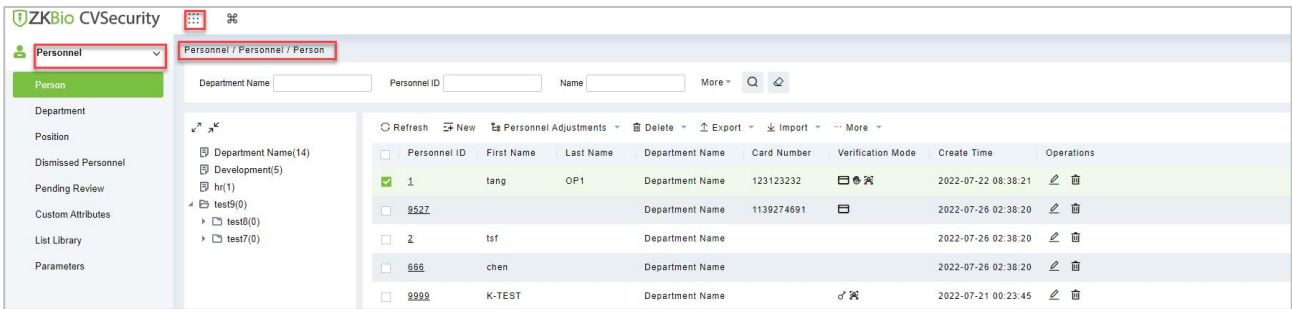 ZKBio CVSecurity
Personnel
Personnel / Personnel / Person
Person
Department Name
Personnel ID
Name
More
Department
Position
Dismissed Personnel
Pending Review
Custom Attributes
List Library
Parameters
Department Name(14)
Development(5)
hr(1)
test9(0)
test8(0)
test7(0)
Refresh New Personnel Adjustments Delete Export Import ··· More
Personnel ID First Name Last Name Department Name Card Number Verification Mode Create Time Operations
1 tang OP1 Department Name 123123232 2022-07-22 08:38:21
9527 Department Name 1139274691 2022-07-26 02:38:20
2 tsf Department Name 2022-07-26 02:38:20
666 chen Department Name 2022-07-26 02:38:20
9999 K-TEST Department Name 2022-07-21 00:23:45